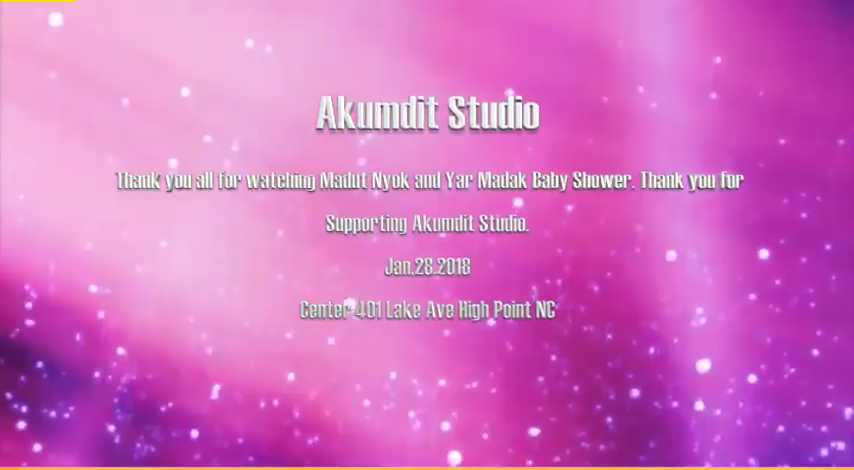 Akumdit Studio
Thank you all for watching Madut Nyok and Yar Madak Baby Shower. Thank you for
Supporting Akumdit Studio.
Jan,28.2018
Center 401 Lake Ave High Point NC